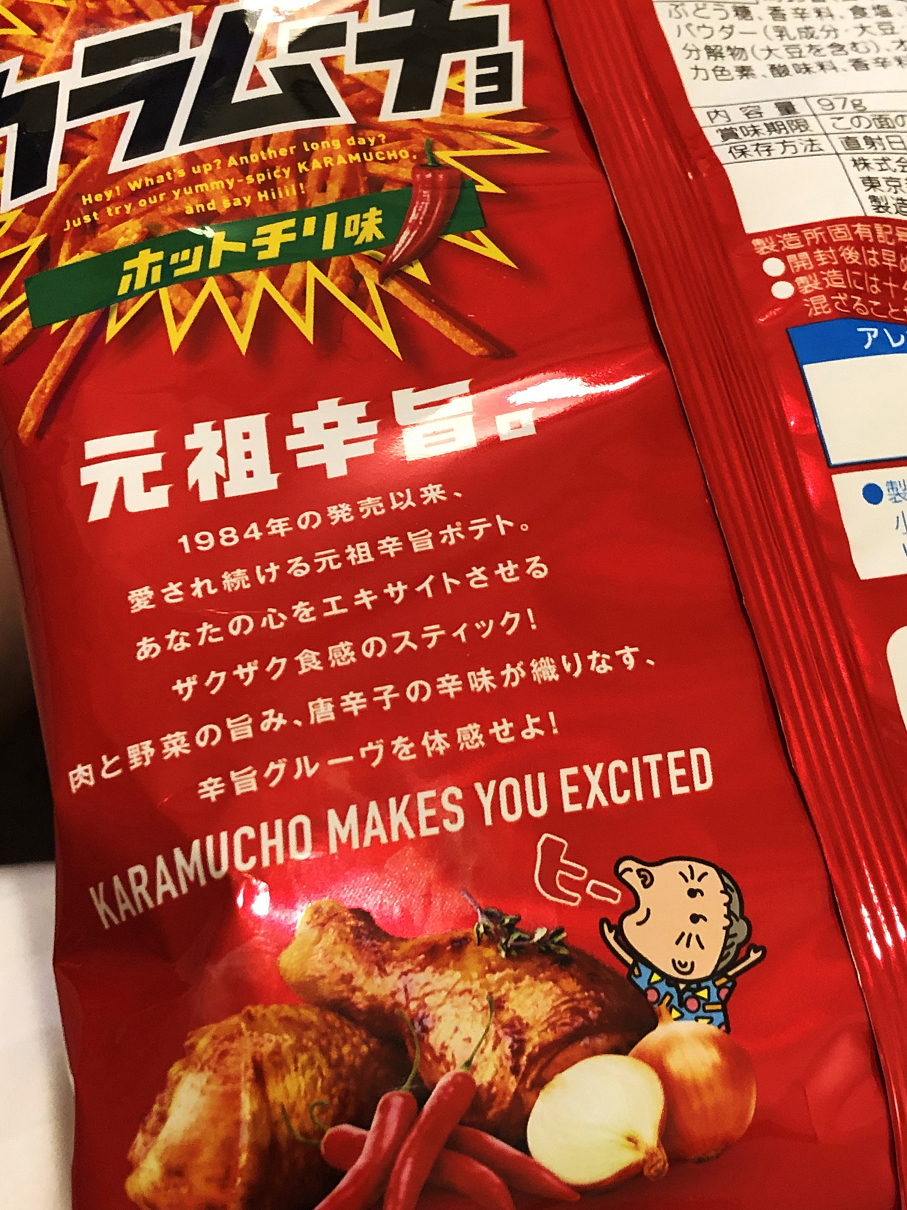 カラムーチョ
Hey! What's up? Another long day?
Just try our yummy-spicy KARAMUCHO,
and say Hiiii!
ホットチリ味
元祖辛旨。
1984年の発売以来、
愛され続ける元祖辛旨ポテト。
あなたの心をエキサイトさせる
ザクザク食感のスティック!
肉と野菜の旨み、唐辛子の辛味が織りなす、
辛旨グルーヴを体感せよ!
KARAMUCHO MAKES YOU EXCITED
ヒー
ぶどう糖、香辛料、食塩、
パウダー(乳成分・大豆
分解物(大豆を含む)、
カ色素、酸味料、香辛料
内容量 97g
賞味期限 この面の
保存方法 直射日
株式会
東京
製造
製造所固有記号
●開封後は早め
●製造には十
混ざること
アレ
●製